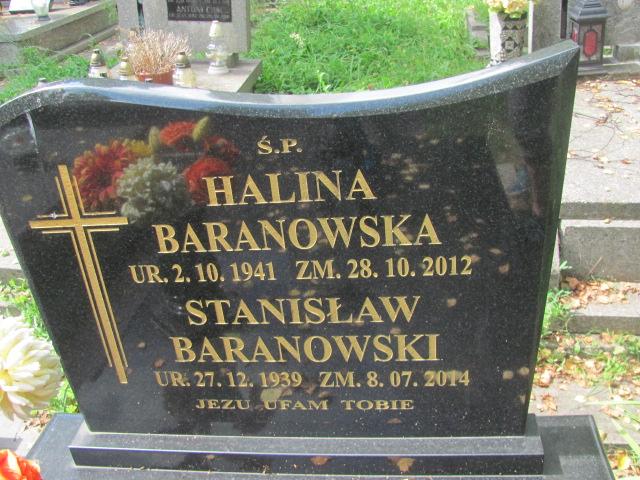 Ś.P.
HALINA
BARANOWSKA
UR. 2.10.1941 ZM. 28.10.2012
STANISŁAW
BARANOWSKI
UR. 27.12.1939 ZM. 8.07.2014
JEZU UFAM TOBIE